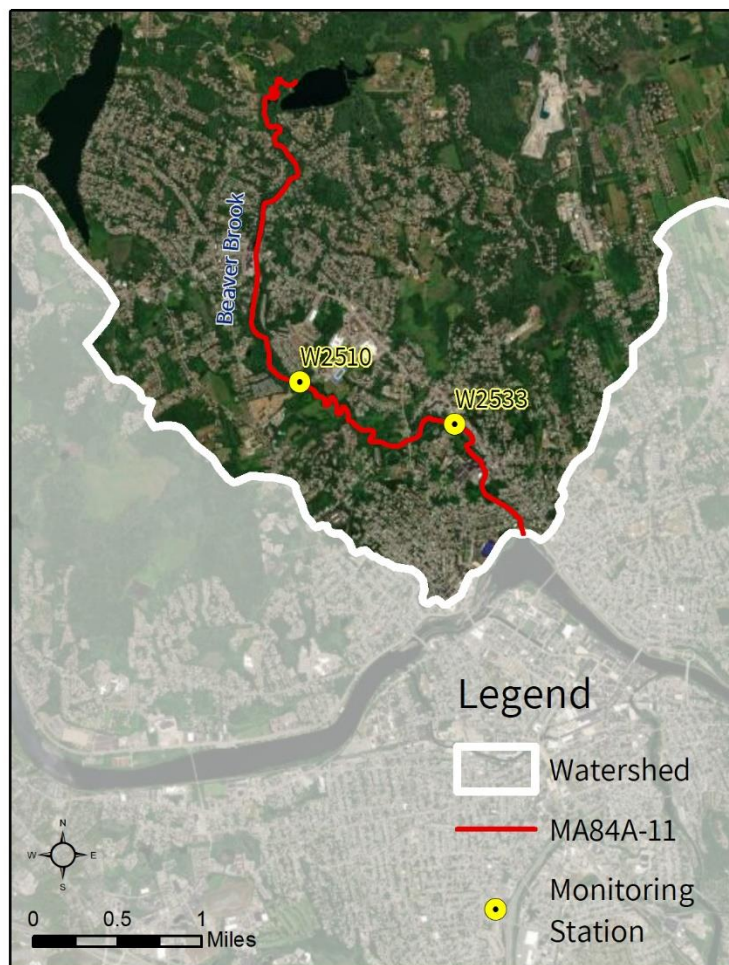 Beaver Brook
W2510
W2533
Legend
Watershed
MA84A-11
Monitoring
Station
N
W E
S
0 0.5 1
Miles